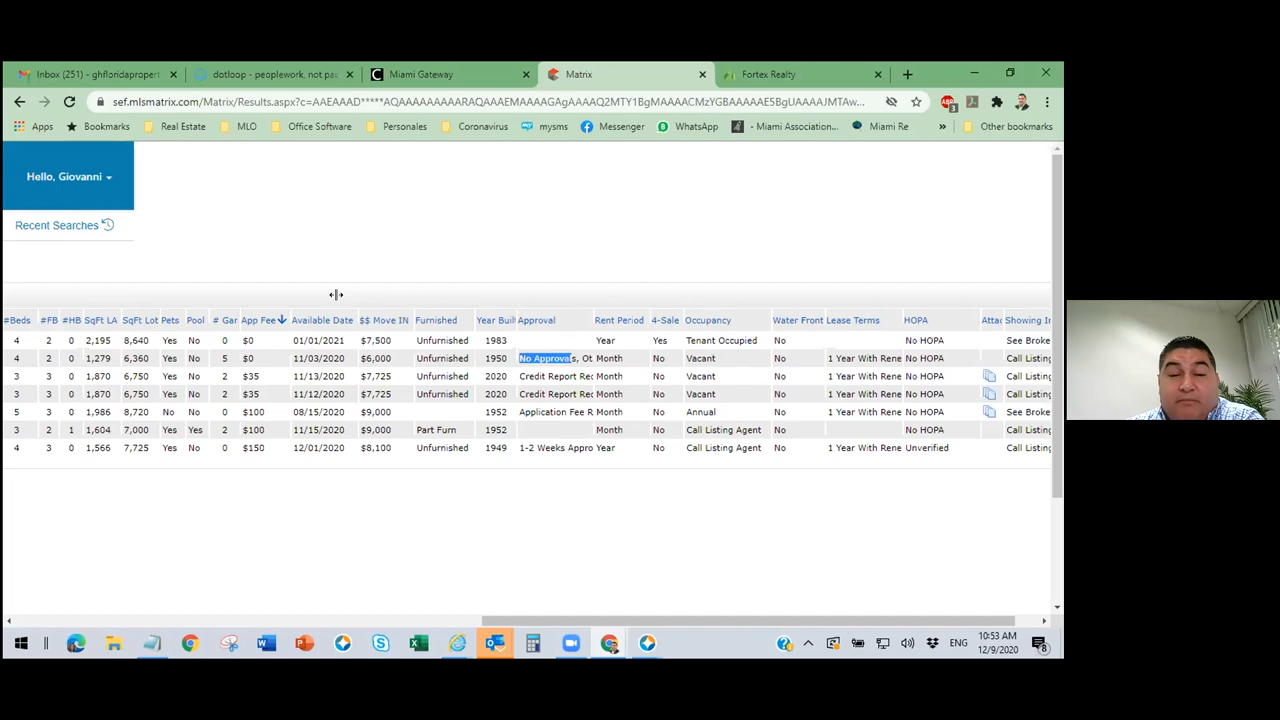 Inbox (251) - ghfloridapropert
dotloop - peoplework, not pa
Miami Gateway
Matrix
Fortex Realty
sef.mlsmatrix.com/Matrix/Results.aspx?c=AAEAAAD*****AQAAAAAAAAARAQAAAEMAAAAGAgAAAAQ2MTY1BgMAAAACMzYGBAAAAAE5BgUAAAAJMTAw...
Apps Bookmarks Real Estate MLO Office Software Personales Coronavirus mysms Messenger WhatsApp - Miami Association... Miami Re » Other bookmarks
Hello, Giovanni
Recent Searches
#Beds #FB #HB SqFt LA SqFt Lot Pets Pool # Gar App Fee Available Date $$ Move IN Furnished Year Buil Approval Rent Period 4-Sale Occupancy Water Front Lease Terms HOPA Attac Showing In
4 2 0 2,195 8,640 Yes No 0 $0 01/01/2021 $7,500 Unfurnished 1983 Year Yes Tenant Occupied No No HOPA See Broke
4 2 0 1,279 6,360 Yes No 5 $0 11/03/2020 $6,000 Unfurnished 1950 No Approvals, Ot Month No Vacant No 1 Year With Rene No HOPA Call Listing
3 3 0 1,870 6,750 Yes No 2 $35 11/13/2020 $7,725 Unfurnished 2020 Credit Report Rec Month No Vacant No 1 Year With Rene No HOPA Call Listing
3 3 0 1,870 6,750 Yes No 2 $35 11/12/2020 $7,725 Unfurnished 2020 Credit Report Rec Month No Vacant No 1 Year With Rene No HOPA Call Listing
5 3 0 1,986 8,720 No No 0 $100 08/15/2020 $9,000 1952 Application Fee R Month No Annual No 1 Year With Rene No HOPA See Broke
3 2 1 1,604 7,000 Yes Yes 2 $100 11/15/2020 $9,000 Part Furn 1952 Month No Call Listing Agent No No HOPA Call Listing
4 3 0 1,566 7,725 Yes No 0 $150 12/01/2020 $8,100 Unfurnished 1949 1-2 Weeks Appro Year No Call Listing Agent No 1 Year With Rene Unverified Call Listing
ENG
10:53 AM
12/9/2020
8